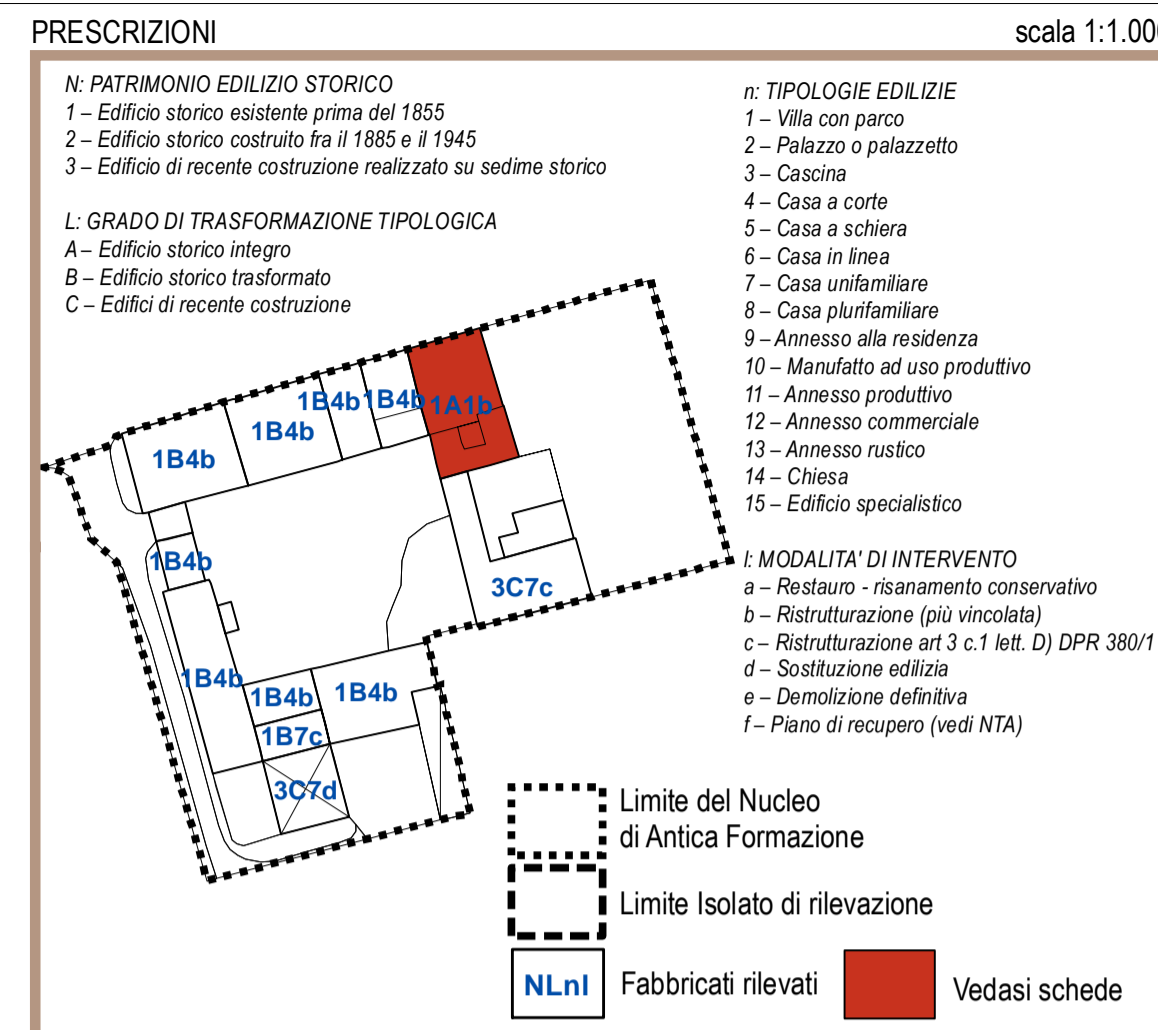 PRESCRIZIONI
scala 1:1.000
N: PATRIMONIO EDILIZIO STORICO
1 – Edificio storico esistente prima del 1855
2 – Edificio storico costruito fra il 1885 e il 1945
3 – Edificio di recente costruzione realizzato su sedime storico
L: GRADO DI TRASFORMAZIONE TIPOLOGICA
A – Edificio storico integro
B – Edificio storico trasformato
C – Edifici di recente costruzione
n: TIPOLOGIE EDILIZIE
1 – Villa con parco
2 – Palazzo o palazzetto
3 – Cascina
4 – Casa a corte
5 – Casa a schiera
6 – Casa in linea
7 – Casa unifamiliare
8 – Casa plurifamiliare
9 – Annesso alla residenza
10 – Manufatto ad uso produttivo
11 – Annesso produttivo
12 – Annesso commerciale
13 – Annesso rustico
14 – Chiesa
15 – Edificio specialistico
I: MODALITA' DI INTERVENTO
a – Restauro - risanamento conservativo
b – Ristrutturazione (più vincolata)
c – Ristrutturazione art 3 c.1 lett. D) DPR 380/1
d – Sostituzione edilizia
e – Demolizione definitiva
f – Piano di recupero (vedi NTA)
1B4b
1B4b
1B4b
1B4b
1A1b
1B4b
3C7c
1B4b
1B4b
1B4b
1B7c
3C7d
Limite del Nucleo
di Antica Formazione
Limite Isolato di rilevazione
NLnI
Fabbricati rilevati
Vedasi schede